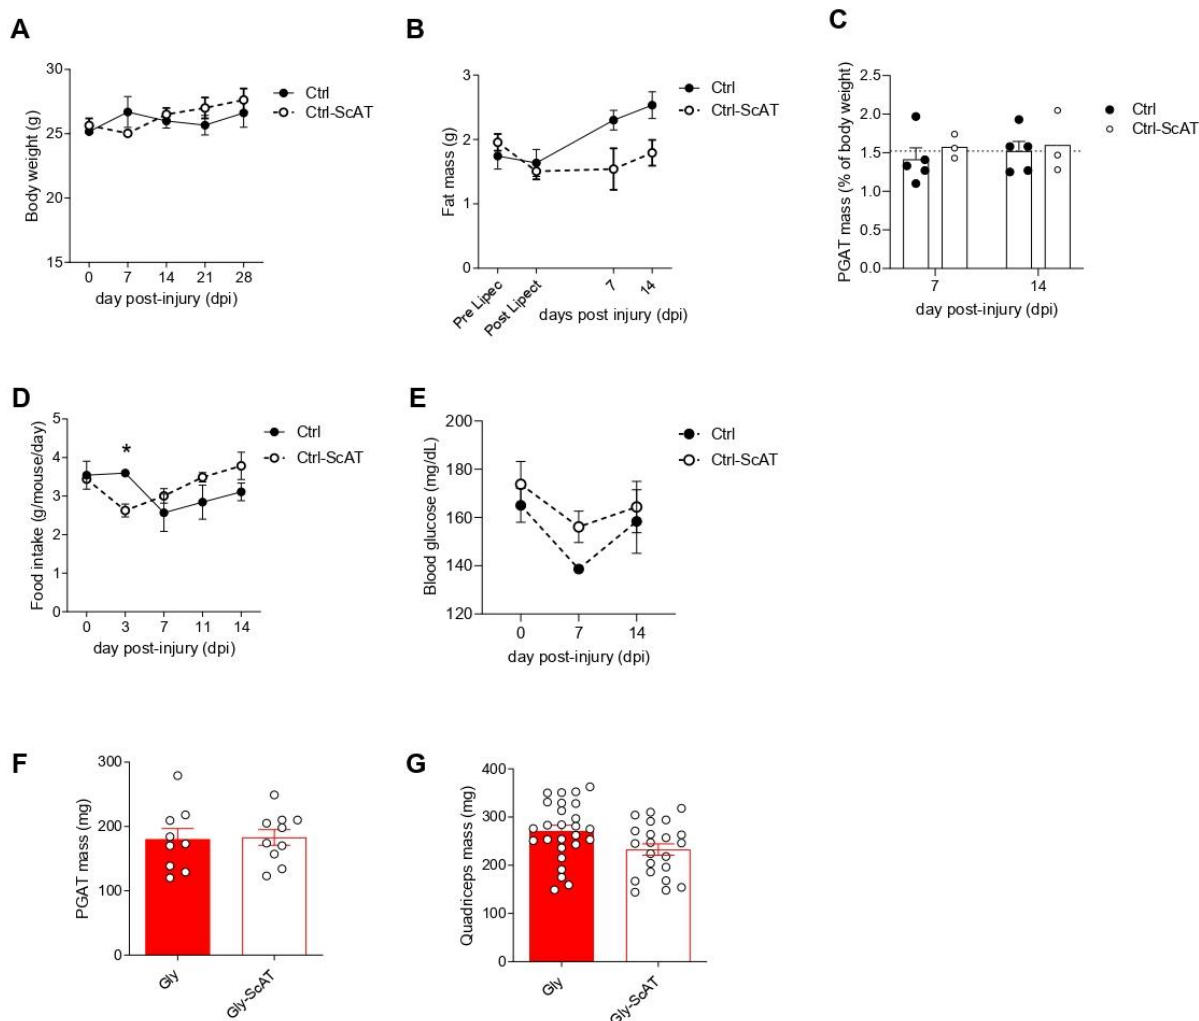 A
30
25
20
15
Body weight (g)
0 7 14 21 28
day post-injury (dpi)
Ctrl
Ctrl-ScAT
B
3
2
1
0
Fat mass (g)
Pre Lipec
Post Lipect
7
14
days post injury (dpi)
Ctrl
Ctrl-ScAT
C
2.5
2.0
1.5
1.0
0.5
0.0
PGAT mass (% of body weight)
7 14
day post-injury (dpi)
Ctrl
Ctrl-ScAT
D
5
4
3
2
1
0
Food intake (g/mouse/day)
*
0 3 7 11 14
day post-injury (dpi)
Ctrl
Ctrl-ScAT
E
200
180
160
140
120
Blood glucose (mg/dL)
0 7 14
day post-injury (dpi)
Ctrl
Ctrl-ScAT
F
300
200
100
0
PGAT mass (mg)
Gly
Gly-ScAT
G
400
300
200
100
0
Quadriceps mass (mg)
Gly
Gly-ScAT